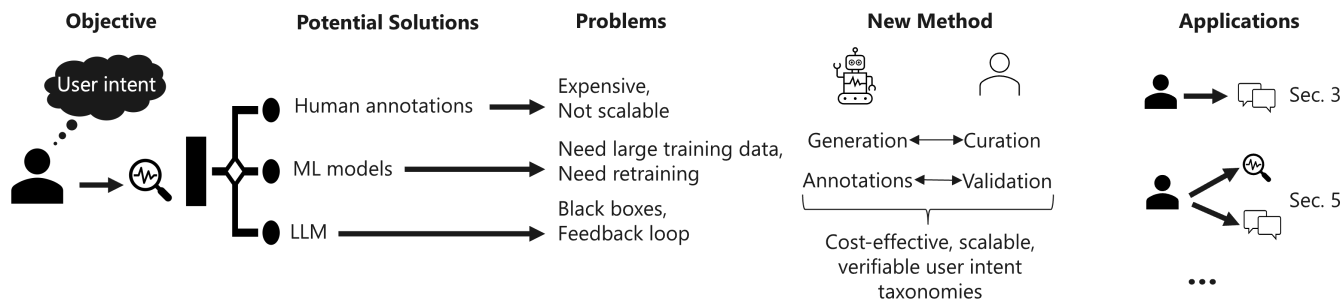 Objective
User intent
Potential Solutions
Human annotations
ML models
LLM
Problems
Expensive,
Not scalable
Need large training data,
Need retraining
Black boxes,
Feedback loop
New Method
Generation
Curation
Annotations
Validation
Cost-effective, scalable,
verifiable user intent
taxonomies
Applications
Sec. 3
Sec. 5
...